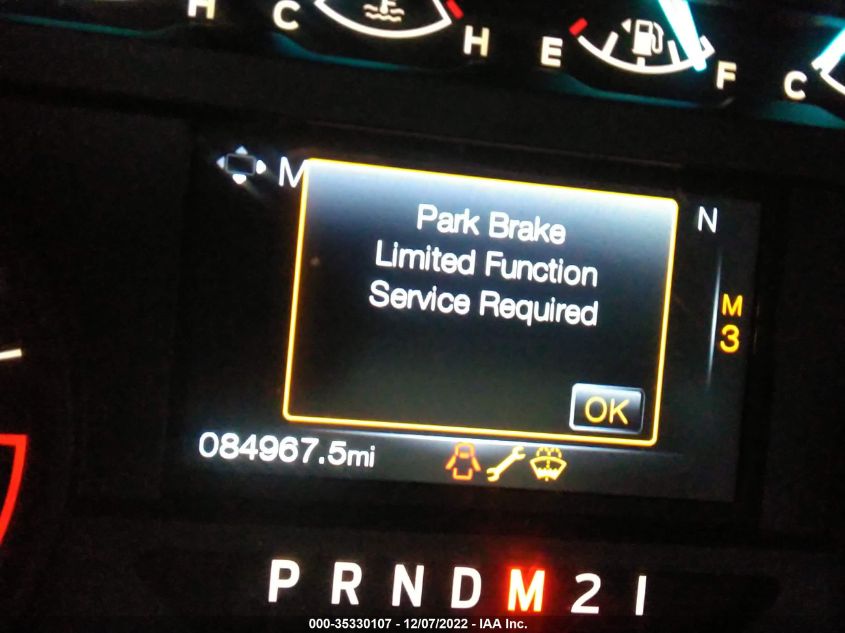 H
C
H
E
F
C
M
N
Park Brake
Limited Function
Service Required
M
3
OK
084967.5mi
P R N D M 2 1
000-35330107 - 12/07/2022 - IAA Inc.